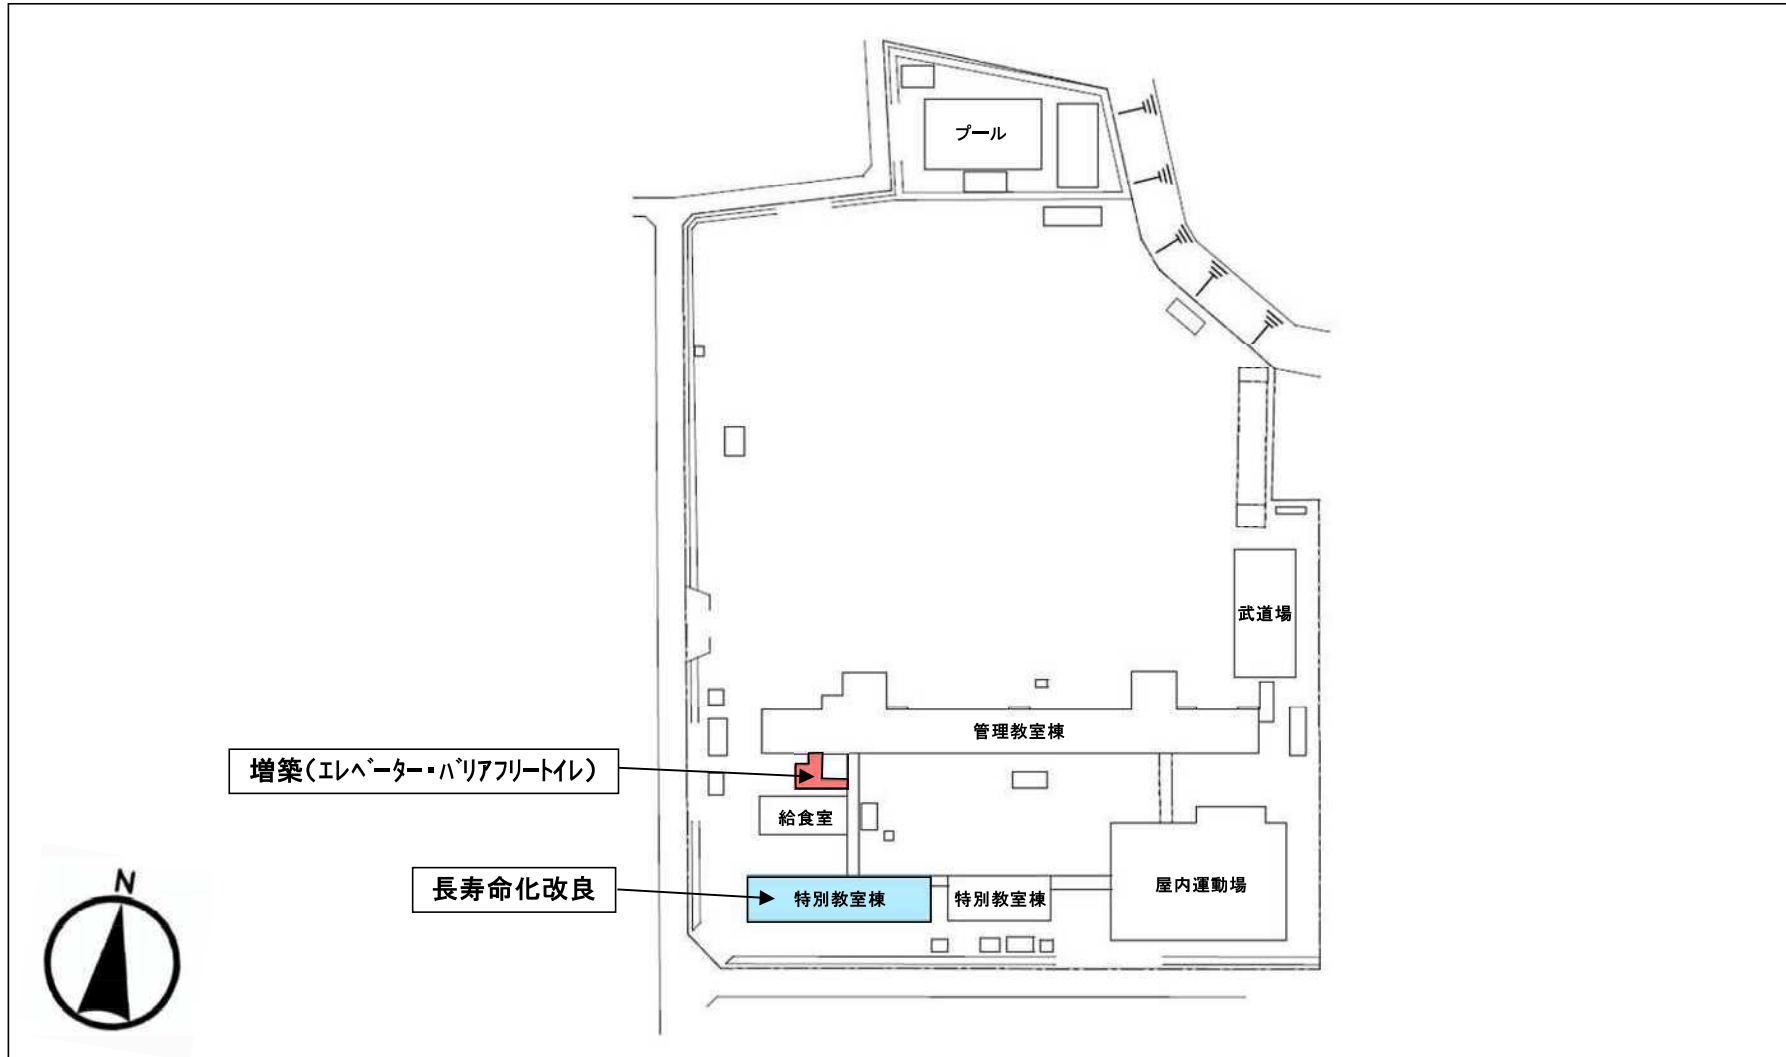 プール
武道場
管理教室棟
増築(ｴﾚﾍﾞｰﾀｰ・ﾊﾞﾘｱﾌﾘｰﾄｲﾚ)
給食室
長寿命化改良
特別教室棟
特別教室棟
屋内運動場
N